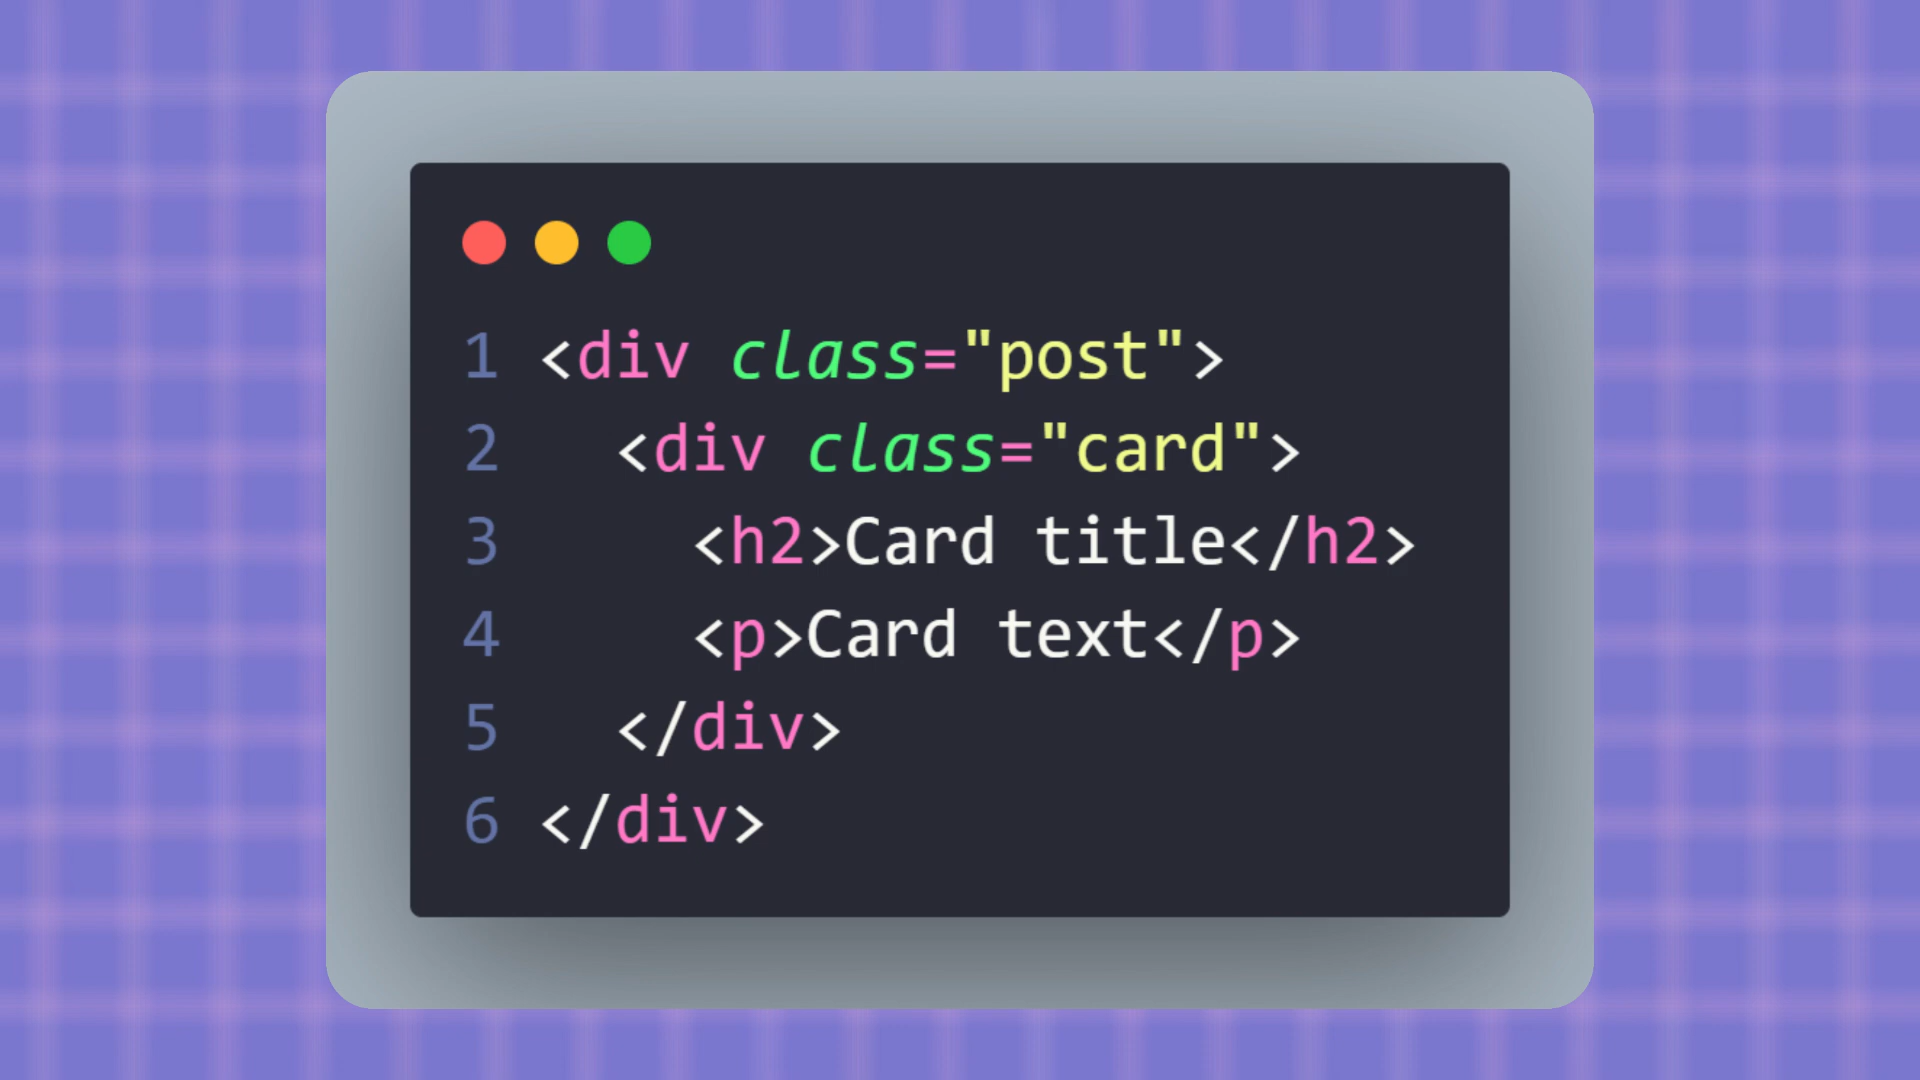 1 <div class="post">
2   <div class="card">
3     <h2>Card title</h2>
4     <p>Card text</p>
5   </div>
6 </div>